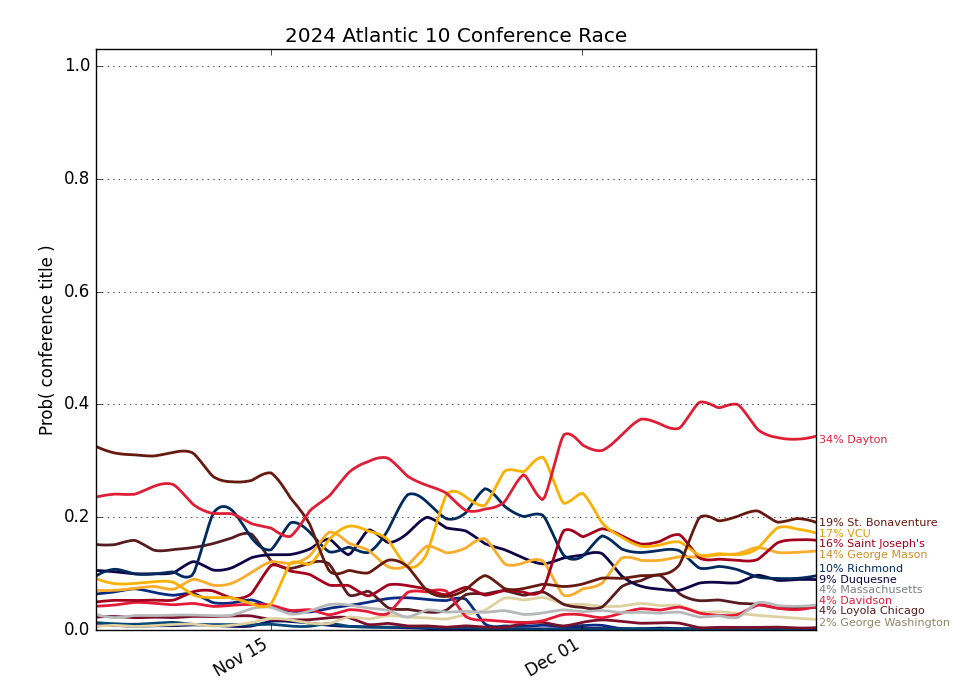 2024 Atlantic 10 Conference Race
Prob( conference title )
1.0
0.8
0.6
0.4
0.2
0.0
Nov 15
Dec 01
34% Dayton
19% St. Bonaventure
17% VCU
16% Saint Joseph's
14% George Mason
10% Richmond
9% Duquesne
4% Massachusetts
4% Davidson
4% Loyola Chicago
2% George Washington